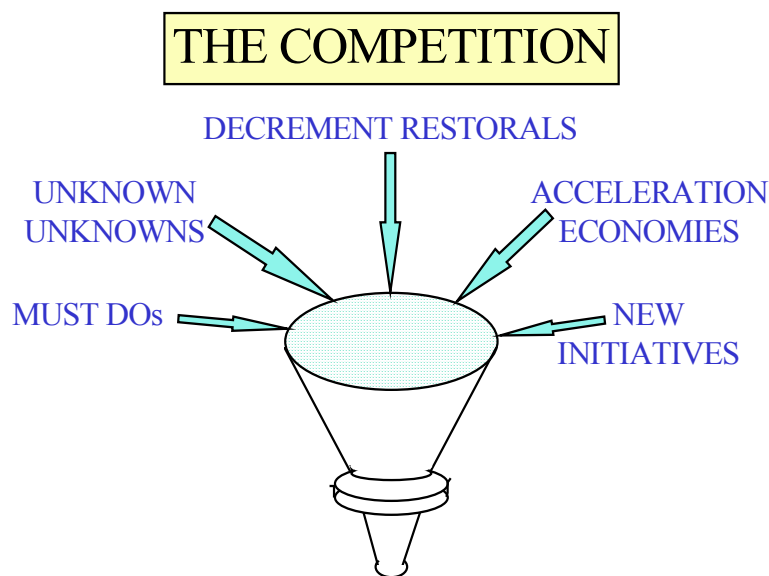 THE COMPETITION
DECREMENT RESTORALS
UNKNOWN
UNKNOWNS
ACCELERATION
ECONOMIES
MUST DOs
NEW
INITIATIVES